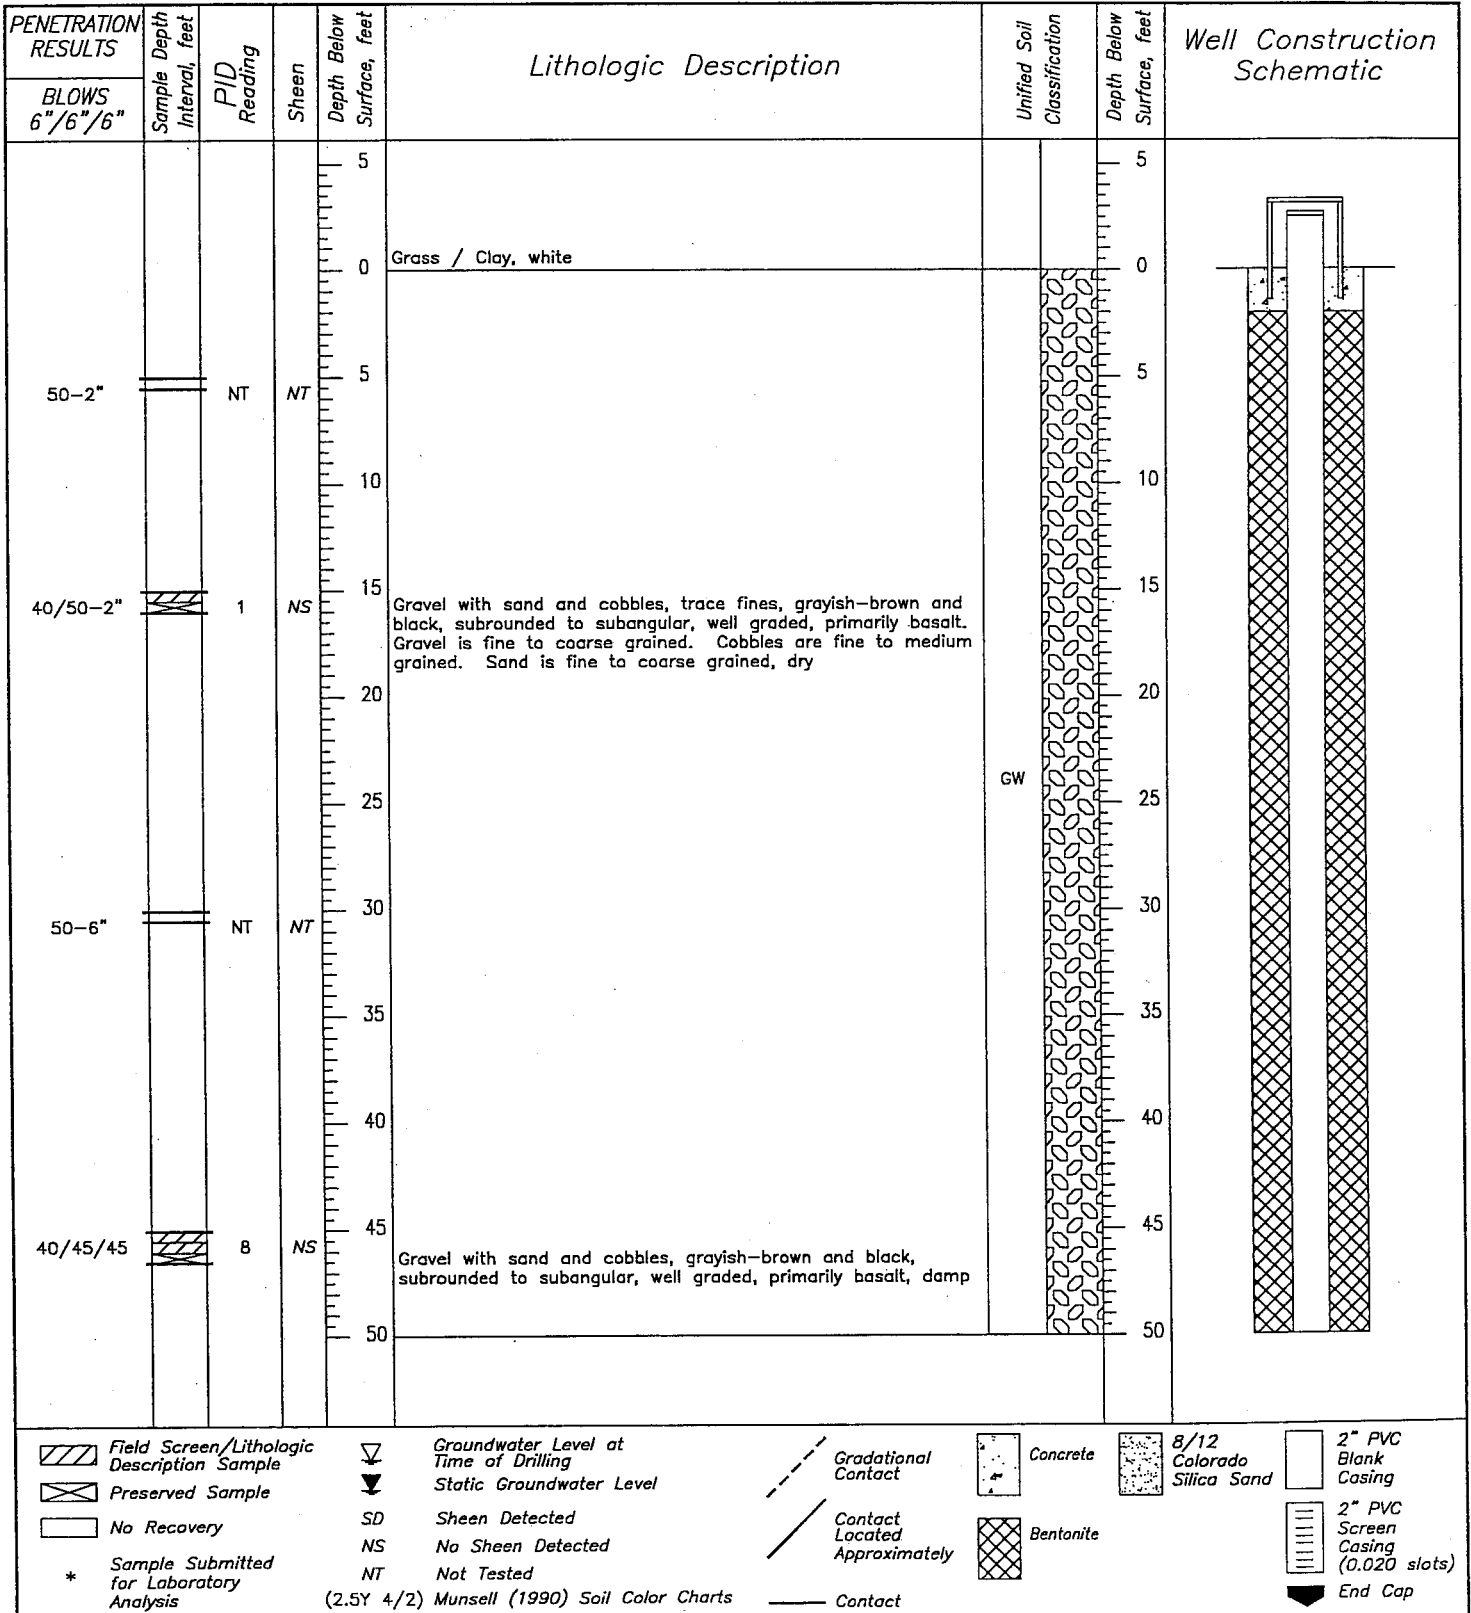 PENETRATION
RESULTS
BLOWS
6"/6"/6"
Sample Depth
Interval, feet
PID
Reading
Sheen
Depth Below
Surface, feet
Lithologic Description
Unified Soil
Classification
Depth Below
Surface, feet
Well Construction
Schematic
5
5
Grass / Clay, white
0
0
50-2"
NT
NT
5
5
10
10
40/50-2"
1
NS
15
15
Gravel with sand and cobbles, trace fines, grayish-brown and
black, subrounded to subangular, well graded, primarily basalt.
Gravel is fine to coarse grained. Cobbles are fine to medium
grained. Sand is fine to coarse grained, dry
20
20
GW
25
25
50-6"
NT
NT
30
30
35
35
40
40
40/45/45
8
NS
45
45
Gravel with sand and cobbles, grayish-brown and black,
subrounded to subangular, well graded, primarily basalt, damp
50
50
Field Screen/Lithologic
Description Sample
Preserved Sample
No Recovery
* Sample Submitted
for Laboratory
Analysis
Groundwater Level at
Time of Drilling
Static Groundwater Level
SD Sheen Detected
NS No Sheen Detected
NT Not Tested
(2.5Y 4/2) Munsell (1990) Soil Color Charts
Gradational
Contact
Contact
Located
Approximately
Contact
Concrete
Bentonite
8/12
Colorado
Silica Sand
2" PVC
Blank
Casing
2" PVC
Screen
Casing
(0.020 slots)
End Cap